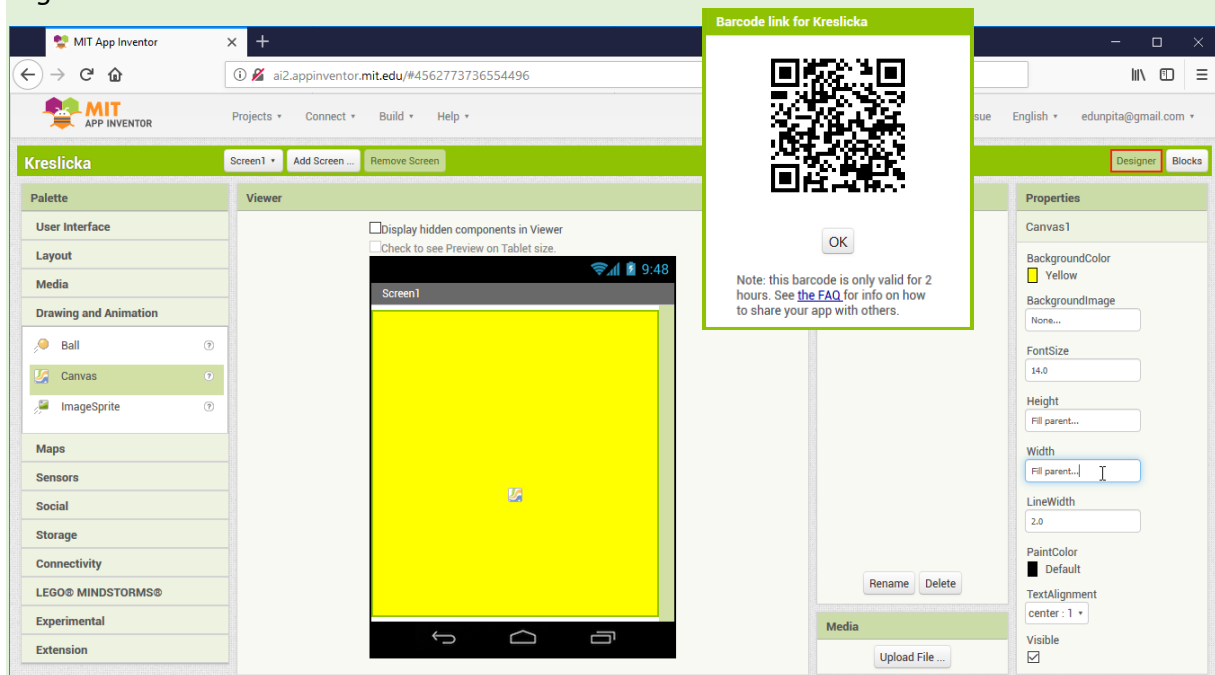 Barcode link for Kreslicka
MIT App Inventor
ai2.appinventor.mit.edu/#4562773736554496
MIT
APP INVENTOR
Projects
Connect
Build
Help
English
edunpita@gmail.com
Kreslicka
Screen1
Add Screen ...
Remove Screen
Designer
Blocks
OK
Note: this barcode is only valid for 2
hours. See the FAQ for info on how
to share your app with others.
Palette
User Interface
Layout
Media
Drawing and Animation
Ball
Canvas
ImageSprite
Maps
Sensors
Social
Storage
Connectivity
LEGO® MINDSTORMS®
Experimental
Extension
Viewer
Display hidden components in Viewer
Check to see Preview on Tablet size.
9:48
Screen1
Rename
Delete
Media
Upload File ...
Properties
Canvas1
BackgroundColor
Yellow
BackgroundImage
None...
FontSize
14.0
Height
Fill parent...
Width
Fill parent...
LineWidth
2.0
PaintColor
Default
TextAlignment
center : 1
Visible